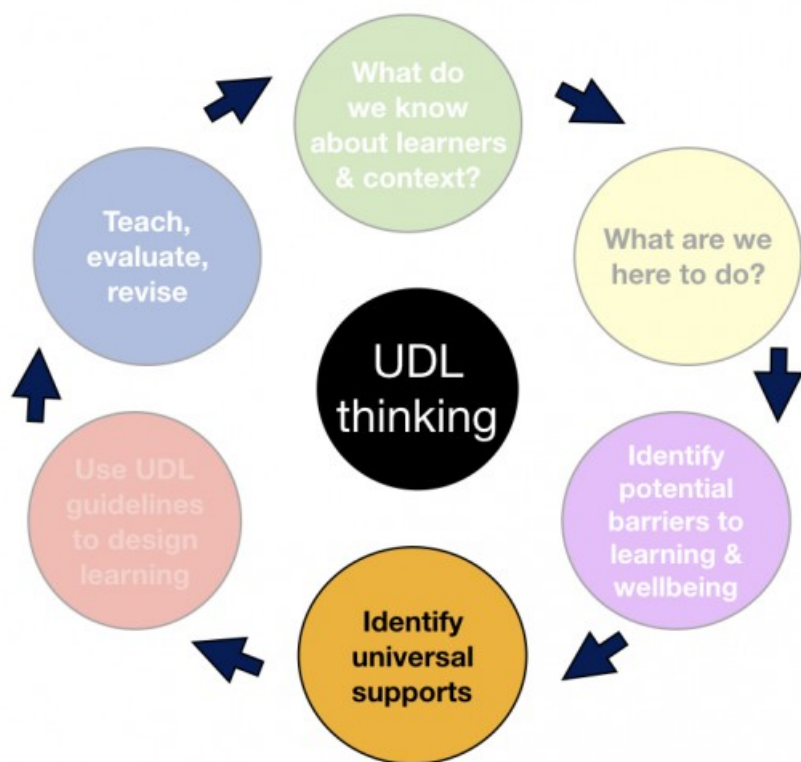 What do
we know
about learners
& context?
What are we
here to do?
Identify
potential
barriers to
learning &
wellbeing
Identify
universal
supports
Use UDL
guidelines
to design
learning
Teach,
evaluate,
revise
UDL
thinking